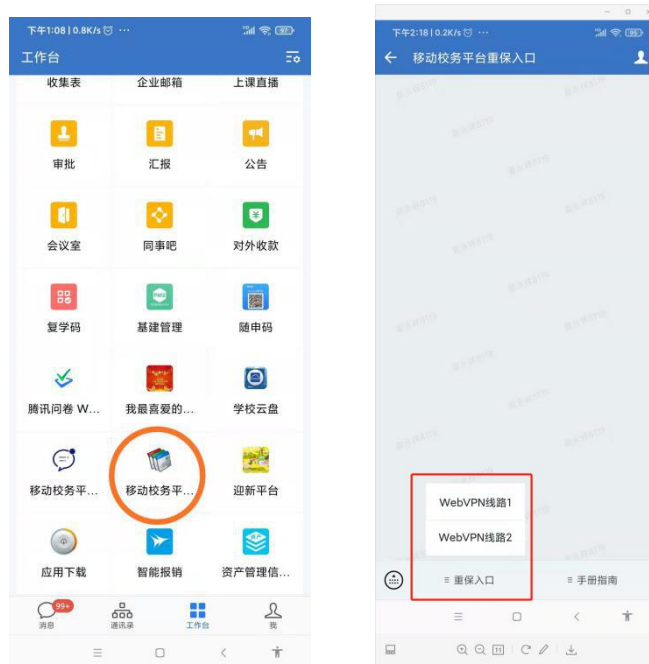 下午1:08 | 0.8K/s
工作台
收集表 企业邮箱 上课直播
审批 汇报 公告
会议室 同事吧 对外收款
复学码 基建管理 随申码
腾讯问卷 W... 我最喜爱的... 学校云盘
移动校务平... 移动校务平... 迎新平台
应用下载 智能报销 资产管理信...
99+
消息 通讯录 工作台 我
下午2:18 | 0.2K/s
移动校务平台重保入口
WebVPN线路1
WebVPN线路2
重保入口 手册指南